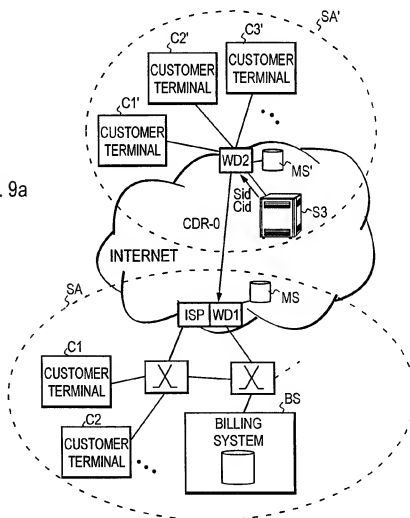 SA'
C3'
C2'
CUSTOMER
TERMINAL
CUSTOMER
TERMINAL
C1'
CUSTOMER
TERMINAL
WD2
MS'
Sid
Cid
S3
. 9a
CDR-0
INTERNET
SA
MS
ISP WD1
C1
CUSTOMER
TERMINAL
C2
CUSTOMER
TERMINAL
BS
BILLING
SYSTEM